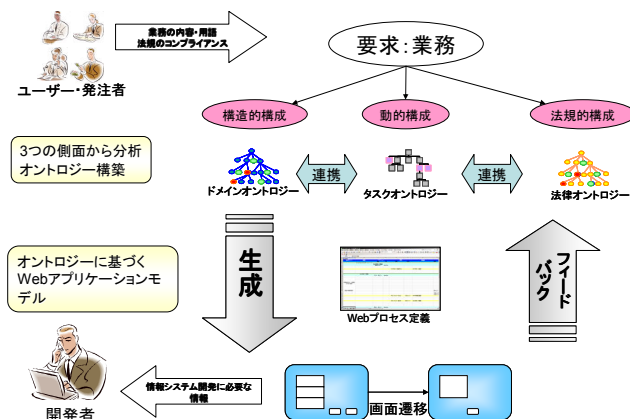 業務の内容・用語
法規のコンプライアンス
要求：業務
ユーザー・発注者
構造的構成
動的構成
法規的構成
3つの側面から分析
オントロジー構築
連携
連携
ドメインオントロジー
タスクオントロジー
法律オントロジー
オントロジーに基づく
Webアプリケーションモ
デル
生成
フィード
バック
Webプロセス定義
情報システム開発に必要な
情報
開発者
画面遷移